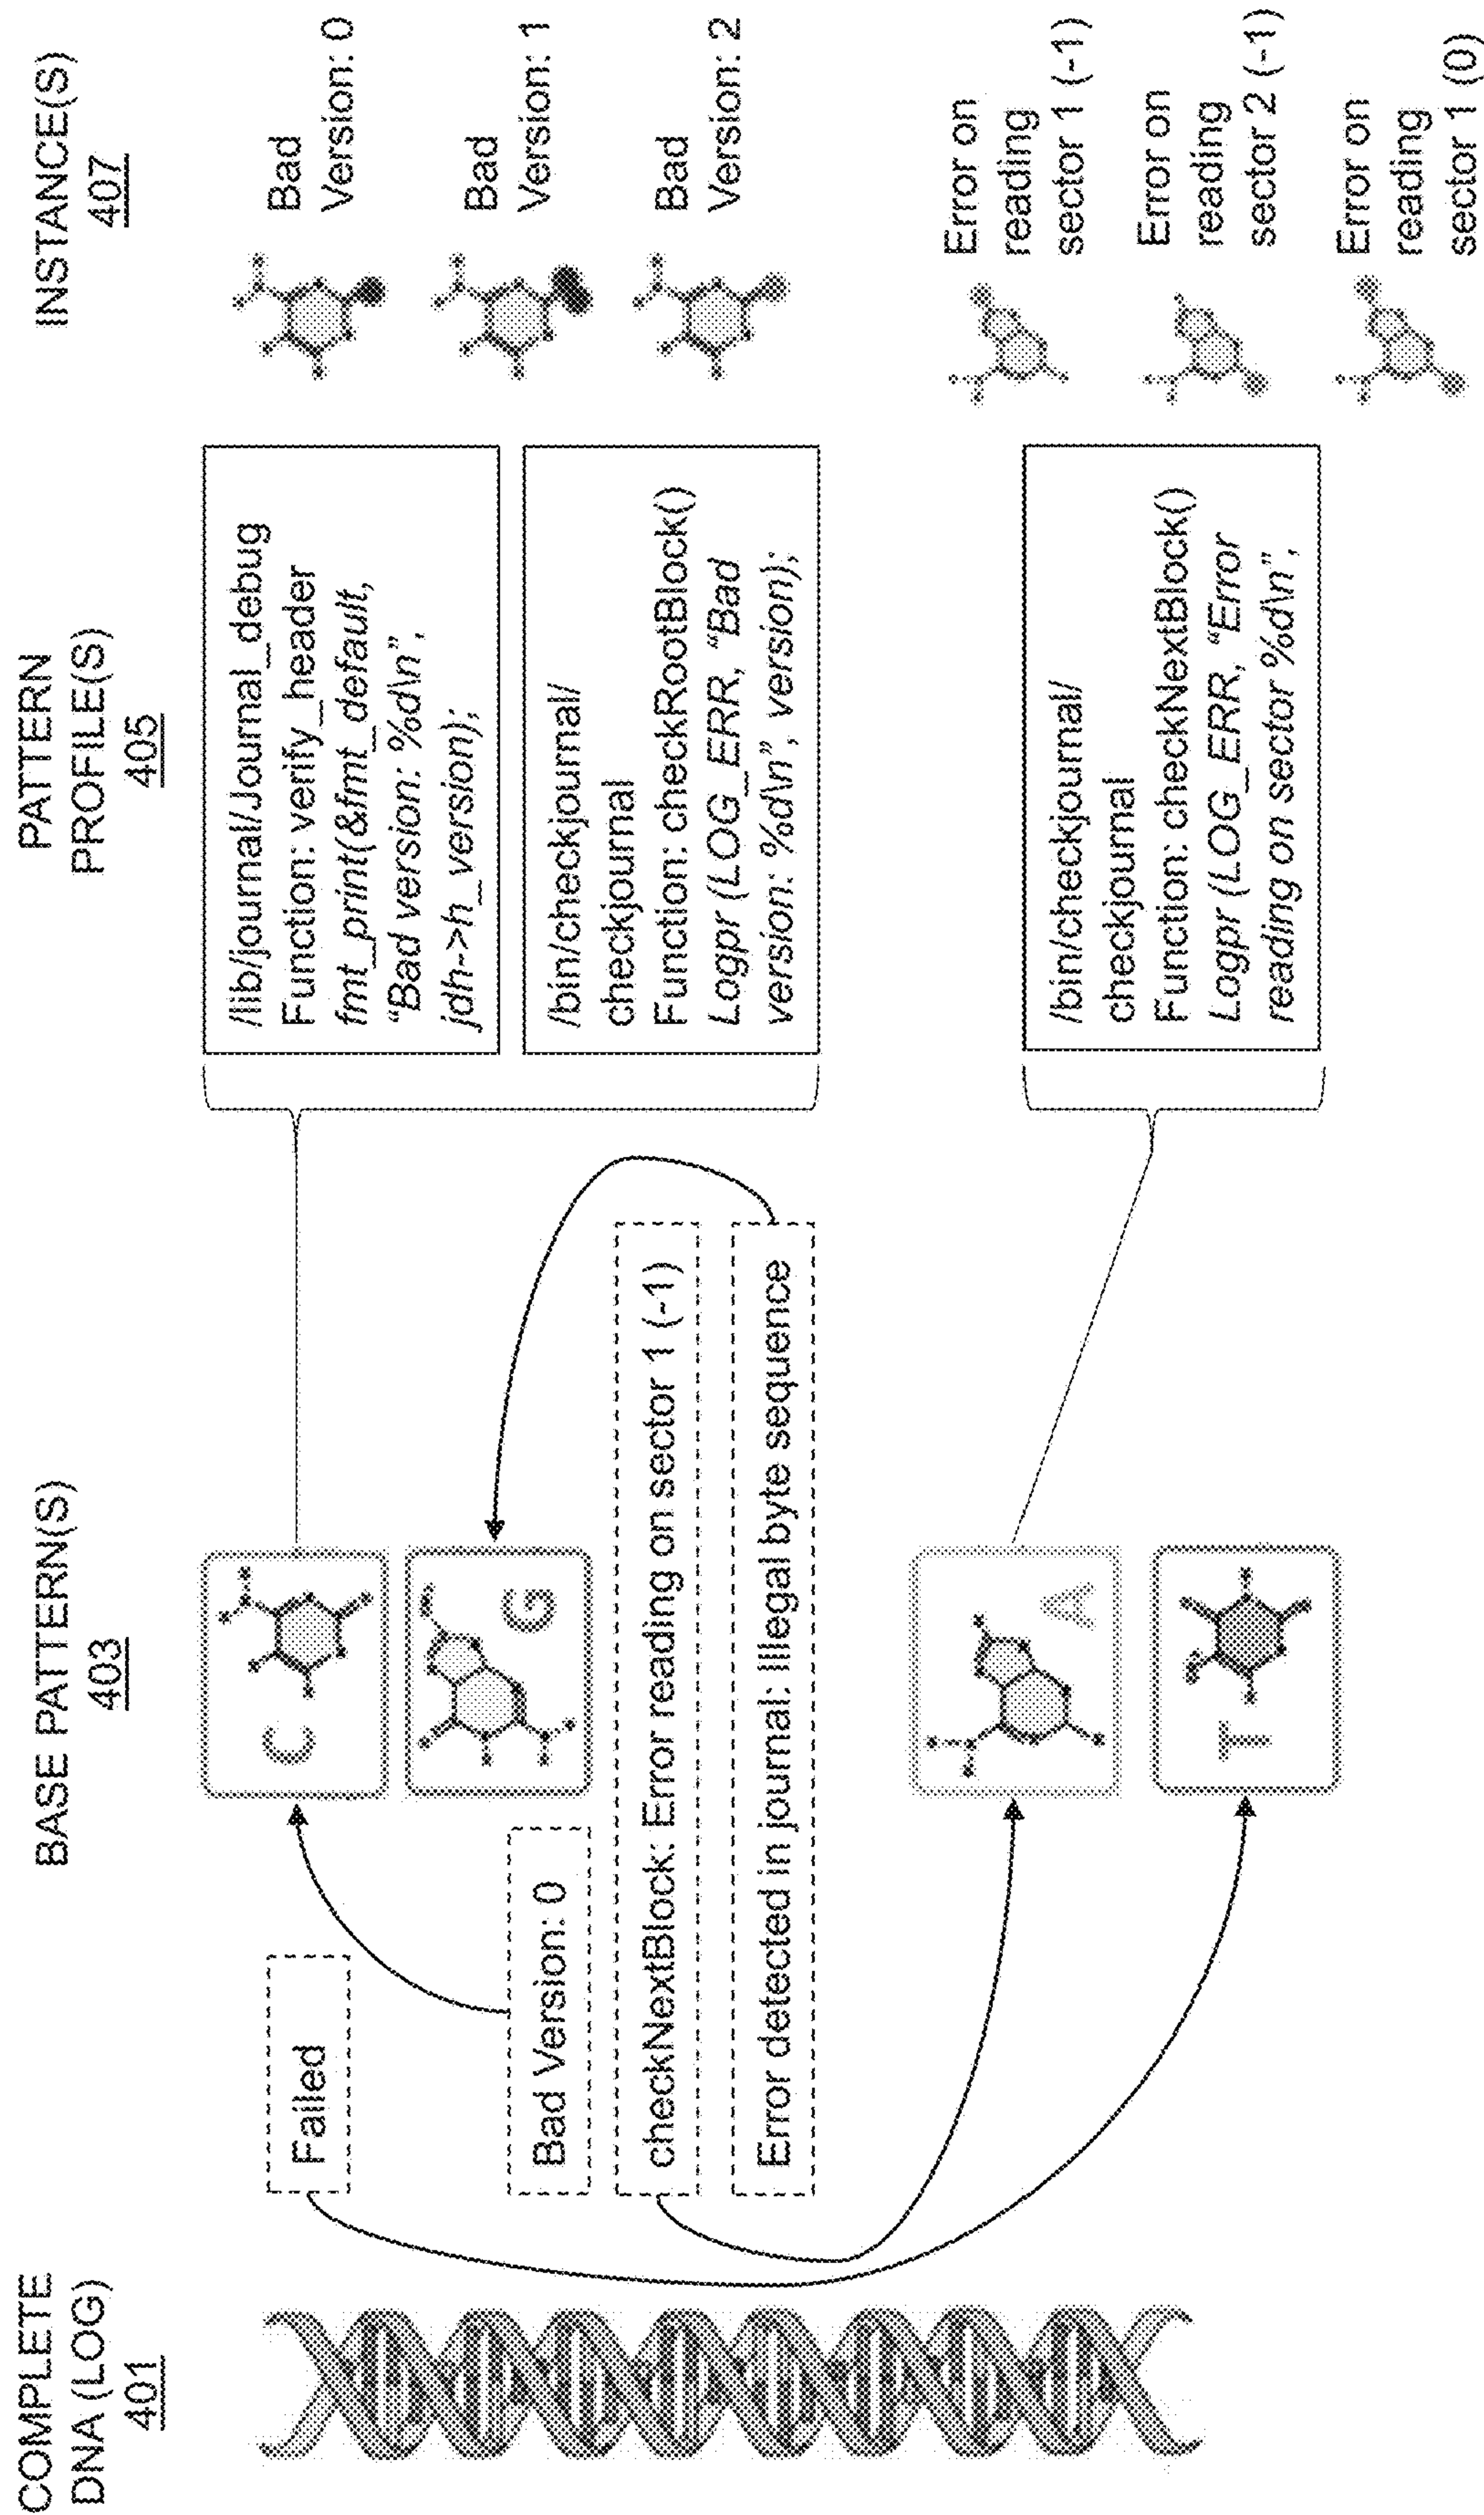 COMPLETE
DNA (LOG)
401
BASE PATTERN(S)
403
PATTERN
PROFILE(S)
405
INSTANCE(S)
407
Failed
Bad Version: 0
checkNextBlock: Error reading on sector 1 (-1)
Error detected in journal: Illegal byte sequence
C
G
A
T
/lib/journal/Journal_debug
Function: verify_header
fmt_print(&fmt_default,
“Bad version: %d\n”,
jdh->h_version);
/bin/checkjournal/
checkjournal
Function: checkRootBlock()
Logpr (LOG_ERR, “Bad
version: %d\n”, version);
/bin/checkjournal/
checkjournal
Function: checkNextBlock()
Logpr (LOG_ERR, “Error
reading on sector %d\n”,
Bad
Version: 0
Bad
Version: 1
Bad
Version: 2
Error on
reading
sector 1 (-1)
Error on
reading
sector 2 (-1)
Error on
reading
sector 1 (0)